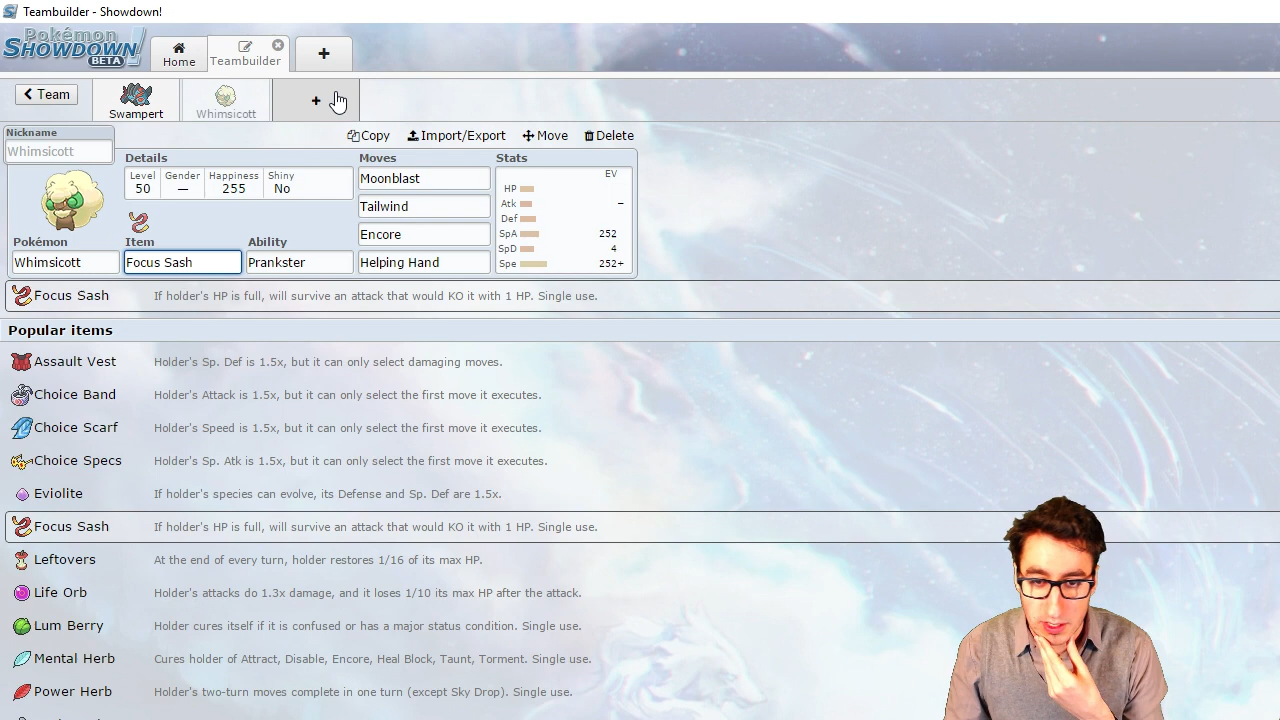 Teambuilder - Showdown!
Pokémon
SHOWDOWN!
BETA
Home
Teambuilder
+
Team
Swampert
Whimsicott
+
Nickname
Whimsicott
Copy
Import/Export
Move
Delete
Details
Moves
Stats
Level
50
Gender
—
Happiness
255
Shiny
No
Moonblast
Tailwind
Encore
Helping Hand
EV
HP
Atk –
Def
SpA 252
SpD 4
Spe 252+
Pokémon
Whimsicott
Item
Focus Sash
Ability
Prankster
Focus Sash If holder's HP is full, will survive an attack that would KO it with 1 HP. Single use.
Popular items
Assault Vest Holder's Sp. Def is 1.5x, but it can only select damaging moves.
Choice Band Holder's Attack is 1.5x, but it can only select the first move it executes.
Choice Scarf Holder's Speed is 1.5x, but it can only select the first move it executes.
Choice Specs Holder's Sp. Atk is 1.5x, but it can only select the first move it executes.
Eviolite If holder's species can evolve, its Defense and Sp. Def are 1.5x.
Focus Sash If holder's HP is full, will survive an attack that would KO it with 1 HP. Single use.
Leftovers At the end of every turn, holder restores 1/16 of its max HP.
Life Orb Holder's attacks do 1.3x damage, and it loses 1/10 its max HP after the attack.
Lum Berry Holder cures itself if it is confused or has a major status condition. Single use.
Mental Herb Cures holder of Attract, Disable, Encore, Heal Block, Taunt, Torment. Single use.
Power Herb Holder's two-turn moves complete in one turn (except Sky Drop). Single use.